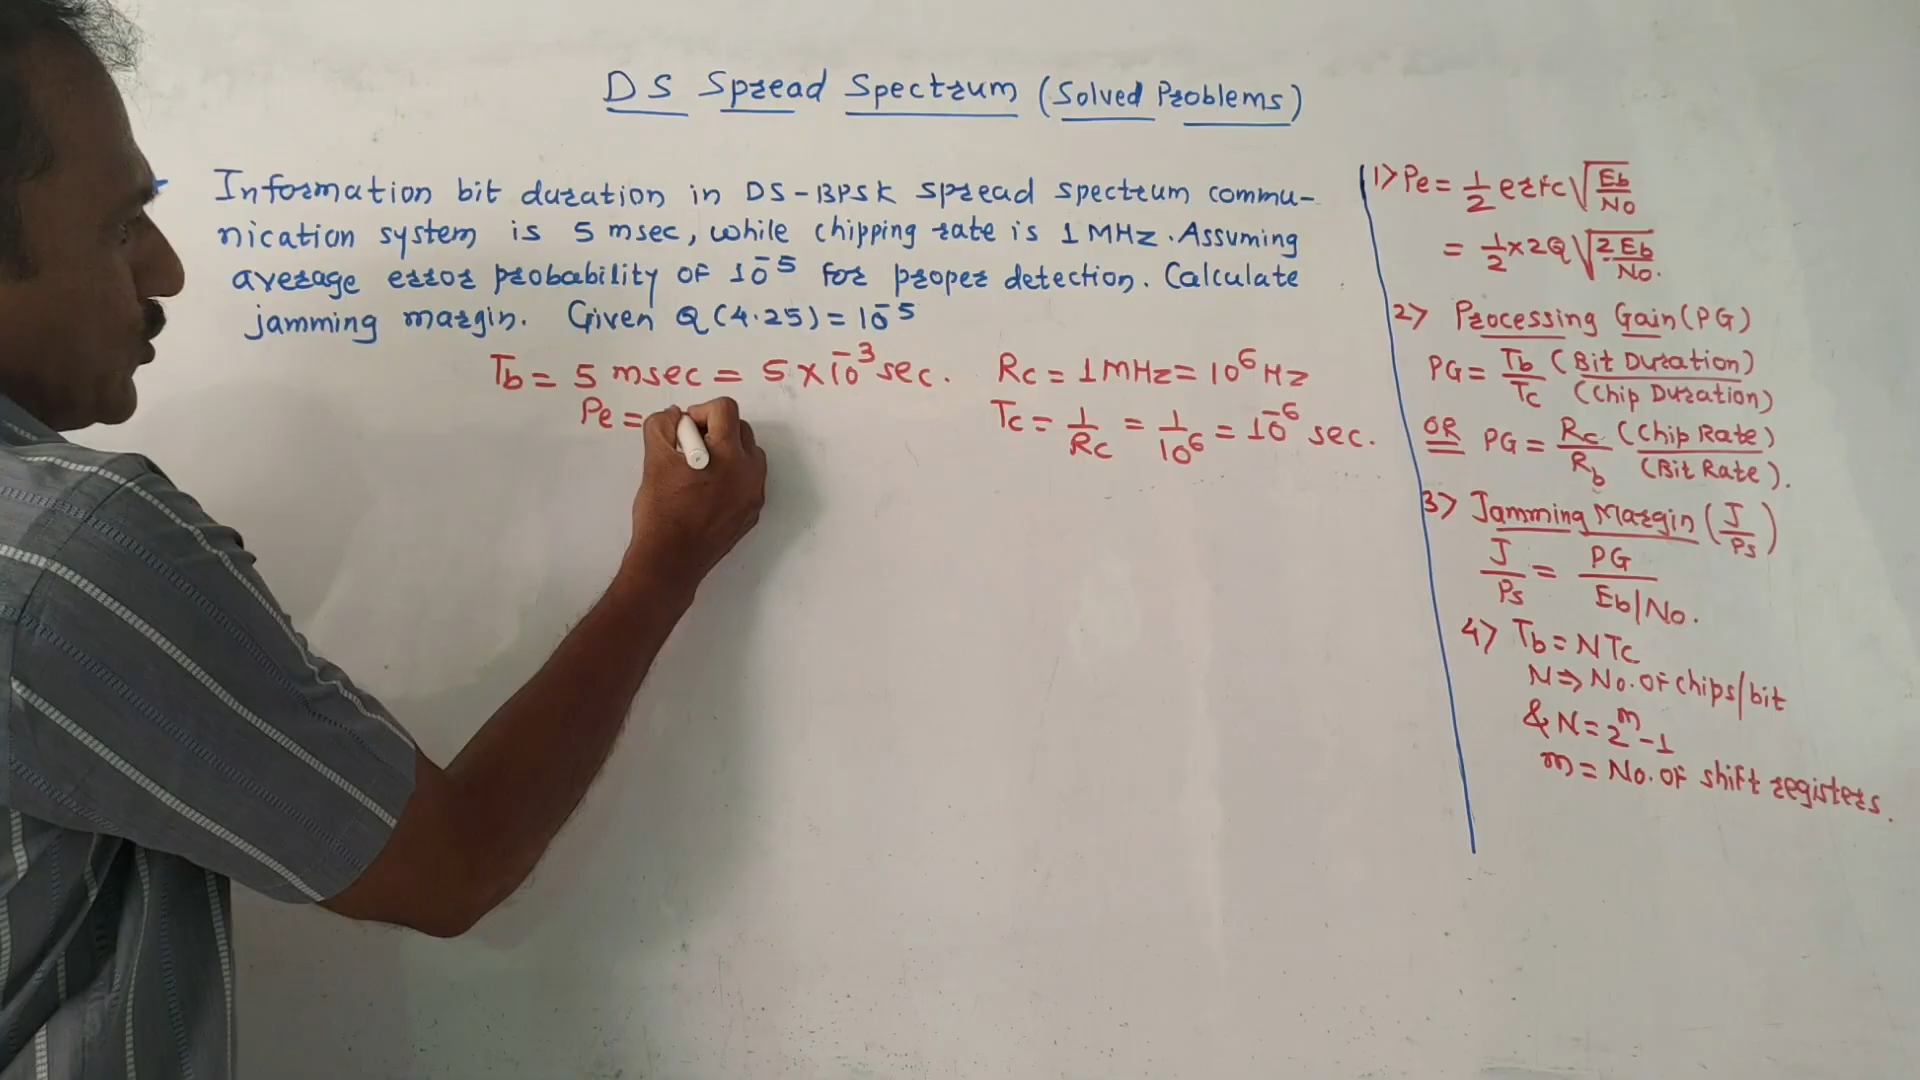 DS Spread Spectrum (Solved Problems)
Information bit duration in DS-BPSK spread spectrum commu-
nication system is 5 msec, while chipping rate is 1 MHz. Assuming
average error probability of 10^-5 for proper detection. Calculate
jamming margin. Given Q(4.25) = 10^-5
Tb = 5 msec = 5 × 10^-3 sec.
Rc = 1 MHz = 10^6 Hz
Pe =
Tc = 1/Rc = 1/10^6 = 10^-6 sec.
1> Pe = 1/2 erfc √(Eb/No)
= 1/2 × 2Q √(2Eb/No).
2> Processing Gain (PG)
PG = Tb/Tc (Bit Duration)/(Chip Duration)
OR PG = Rc/Rb (Chip Rate)/(Bit Rate).
3> Jamming Margin (J/Ps)
J/Ps = PG/Eb/No.
4> Tb = NTc
N ⇒ No. of chips/bit
& N = 2^m - 1
m = No. of shift registers.